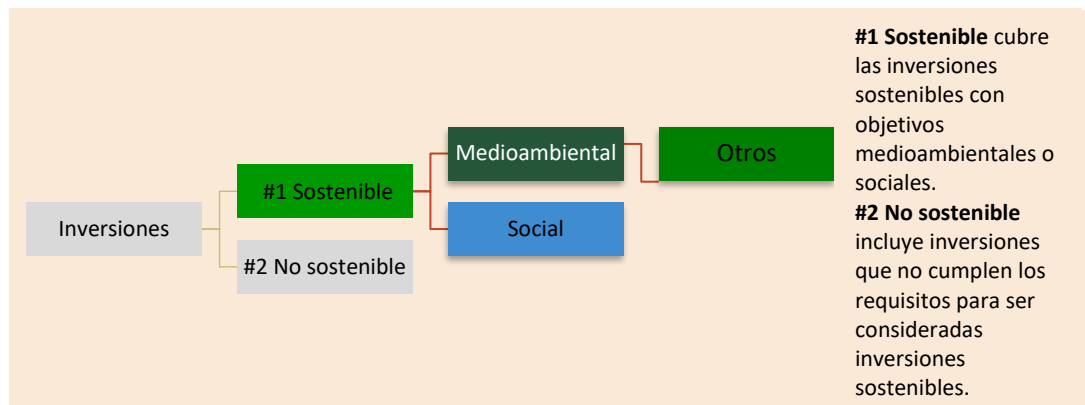 Inversiones
#1 Sostenible
#2 No sostenible
Medioambiental
Social
Otros
#1 Sostenible cubre
las inversiones
sostenibles con
objetivos
medioambientales o
sociales.
#2 No sostenible
incluye inversiones
que no cumplen los
requisitos para ser
consideradas
inversiones
sostenibles.